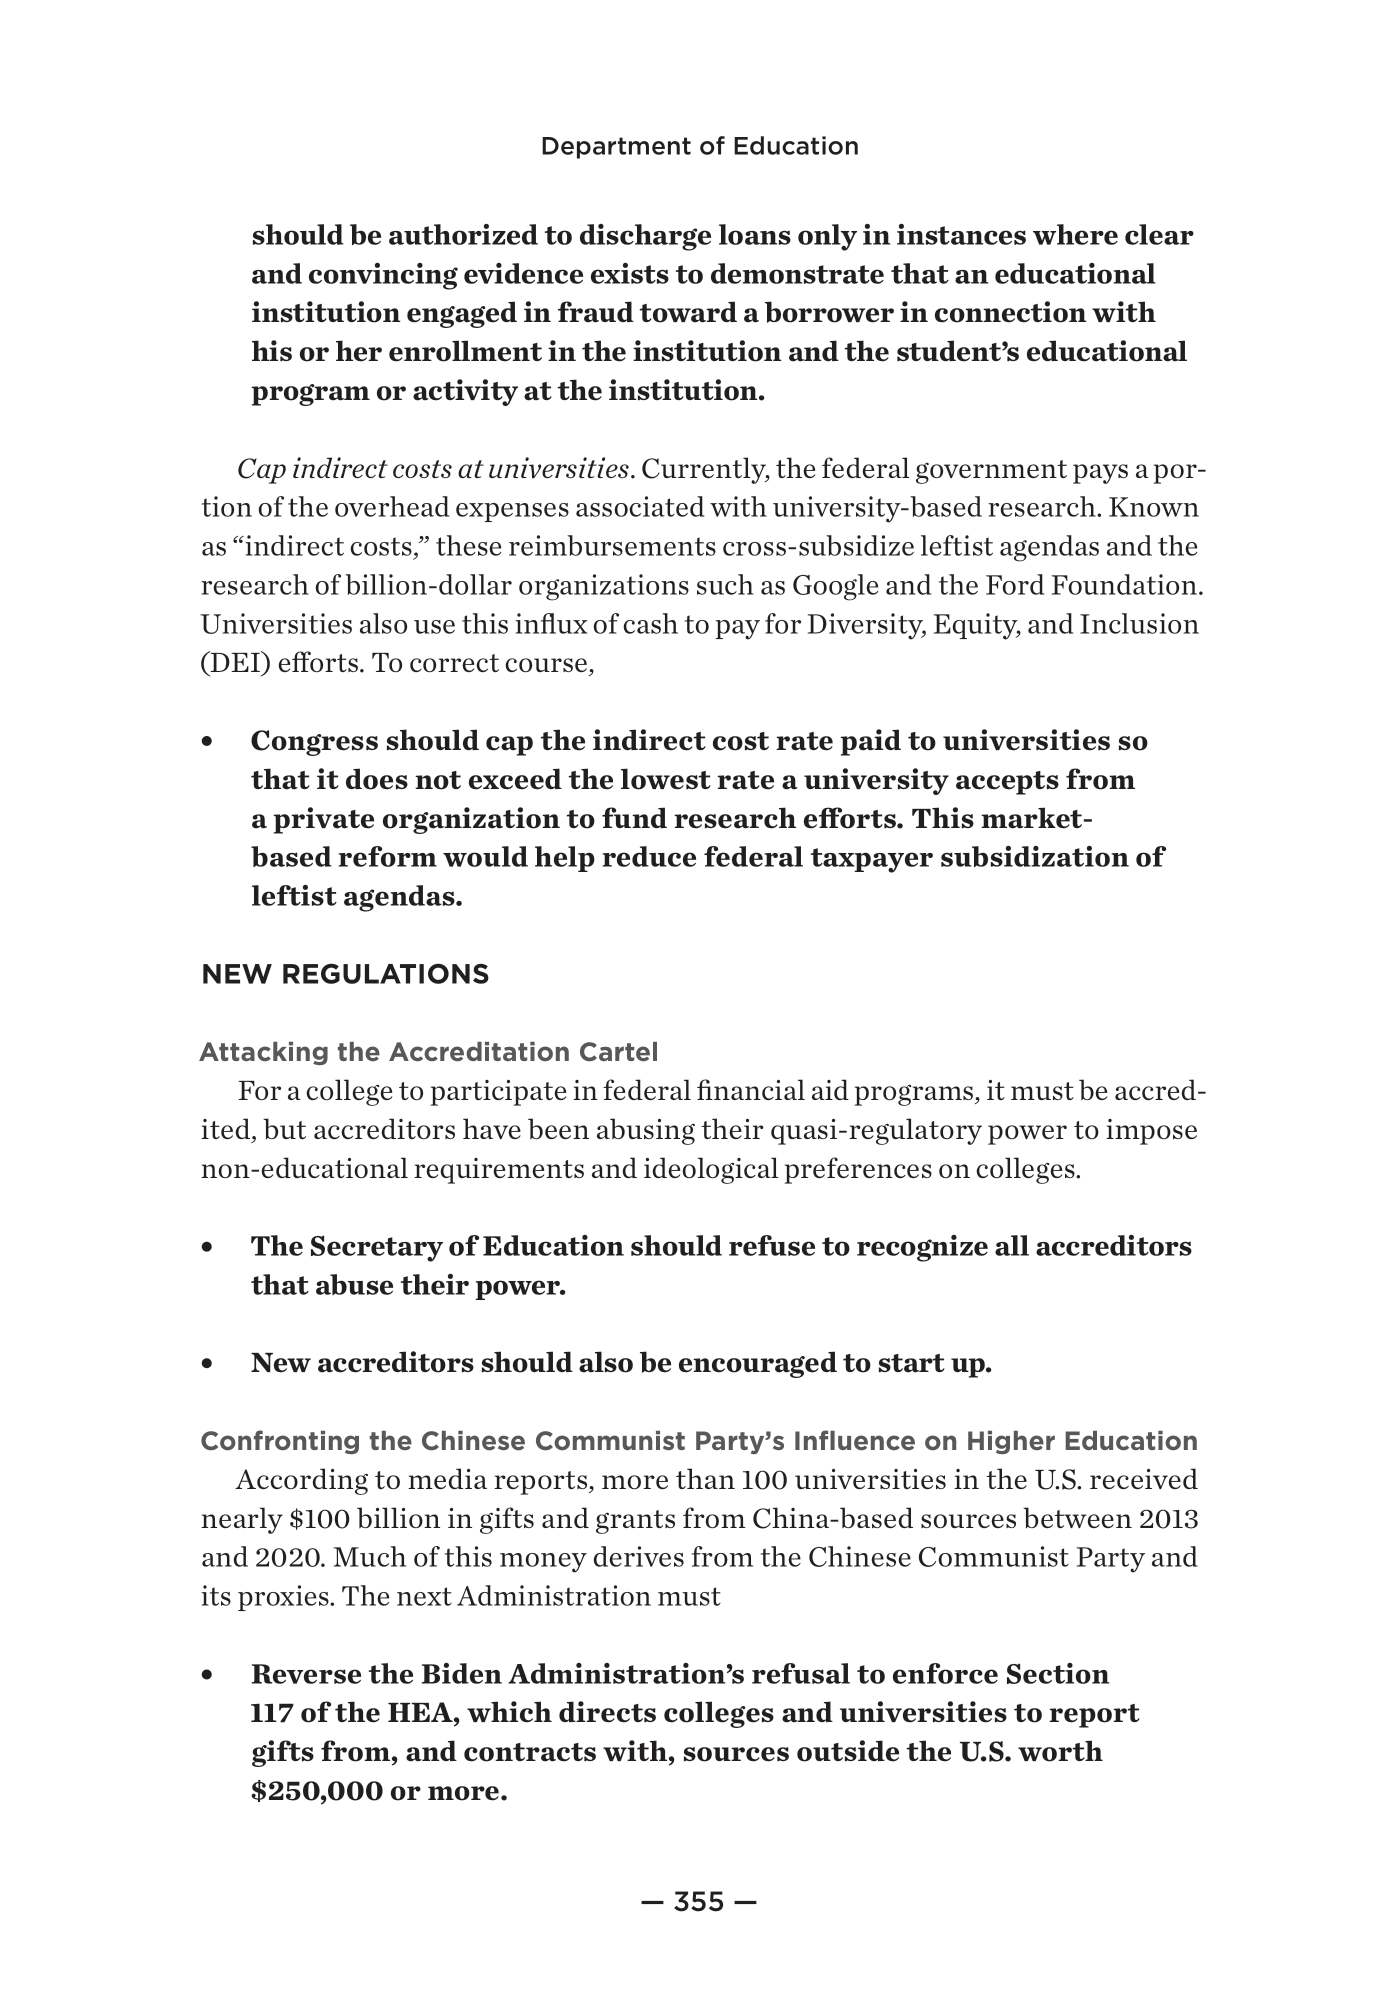 Department of Education
should be authorized to discharge loans only in instances where clear
and convincing evidence exists to demonstrate that an educational
institution engaged in fraud toward a borrower in connection with
his or her enrollment in the institution and the student’s educational
program or activity at the institution.
Cap indirect costs at universities. Currently, the federal government pays a por-
tion of the overhead expenses associated with university-based research. Known
as “indirect costs,” these reimbursements cross-subsidize leftist agendas and the
research of billion-dollar organizations such as Google and the Ford Foundation.
Universities also use this influx of cash to pay for Diversity, Equity, and Inclusion
(DEI) efforts. To correct course,
• Congress should cap the indirect cost rate paid to universities so
that it does not exceed the lowest rate a university accepts from
a private organization to fund research efforts. This market-
based reform would help reduce federal taxpayer subsidization of
leftist agendas.
NEW REGULATIONS
Attacking the Accreditation Cartel
For a college to participate in federal financial aid programs, it must be accred-
ited, but accreditors have been abusing their quasi-regulatory power to impose
non-educational requirements and ideological preferences on colleges.
• The Secretary of Education should refuse to recognize all accreditors
that abuse their power.
• New accreditors should also be encouraged to start up.
Confronting the Chinese Communist Party’s Influence on Higher Education
According to media reports, more than 100 universities in the U.S. received
nearly $100 billion in gifts and grants from China-based sources between 2013
and 2020. Much of this money derives from the Chinese Communist Party and
its proxies. The next Administration must
• Reverse the Biden Administration’s refusal to enforce Section
117 of the HEA, which directs colleges and universities to report
gifts from, and contracts with, sources outside the U.S. worth
$250,000 or more.
— 355 —